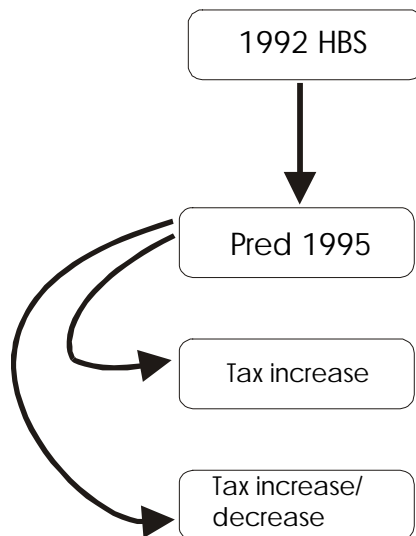 1992 HBS
Pred 1995
Tax increase
Tax increase/
decrease